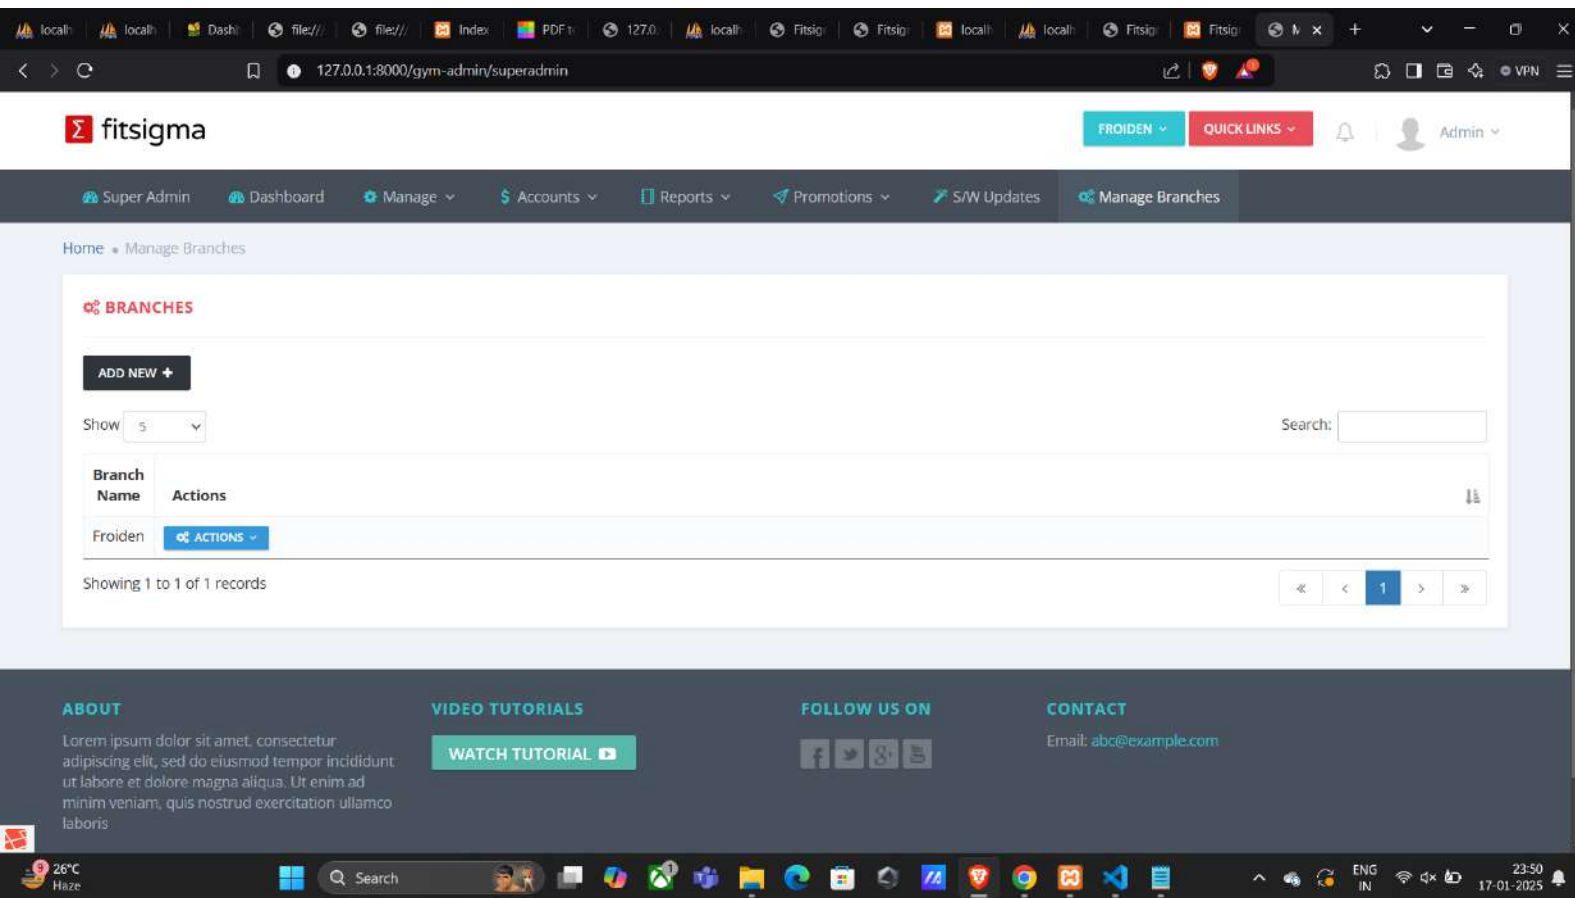 localh localh Dashb file:/// file:/// Index PDF to 127.0. localh Fitsig Fitsig localh localh Fitsig Fitsig M
127.0.0.1:8000/gym-admin/superadmin VPN
Σ fitsigma FROIDEN QUICK LINKS Admin
Super Admin Dashboard Manage $ Accounts Reports Promotions S/W Updates Manage Branches
Home • Manage Branches
BRANCHES
ADD NEW +
Show 5 Search:
Branch
Name Actions
Froiden ACTIONS
Showing 1 to 1 of 1 records « < 1 > »
ABOUT VIDEO TUTORIALS FOLLOW US ON CONTACT
Lorem ipsum dolor sit amet, consectetur
adipiscing elit, sed do eiusmod tempor incididunt
ut labore et dolore magna aliqua. Ut enim ad
minim veniam, quis nostrud exercitation ullamco
laboris
WATCH TUTORIAL
Email: abc@example.com
9 26°C
Haze
Search
ENG
IN
23:50
17-01-2025